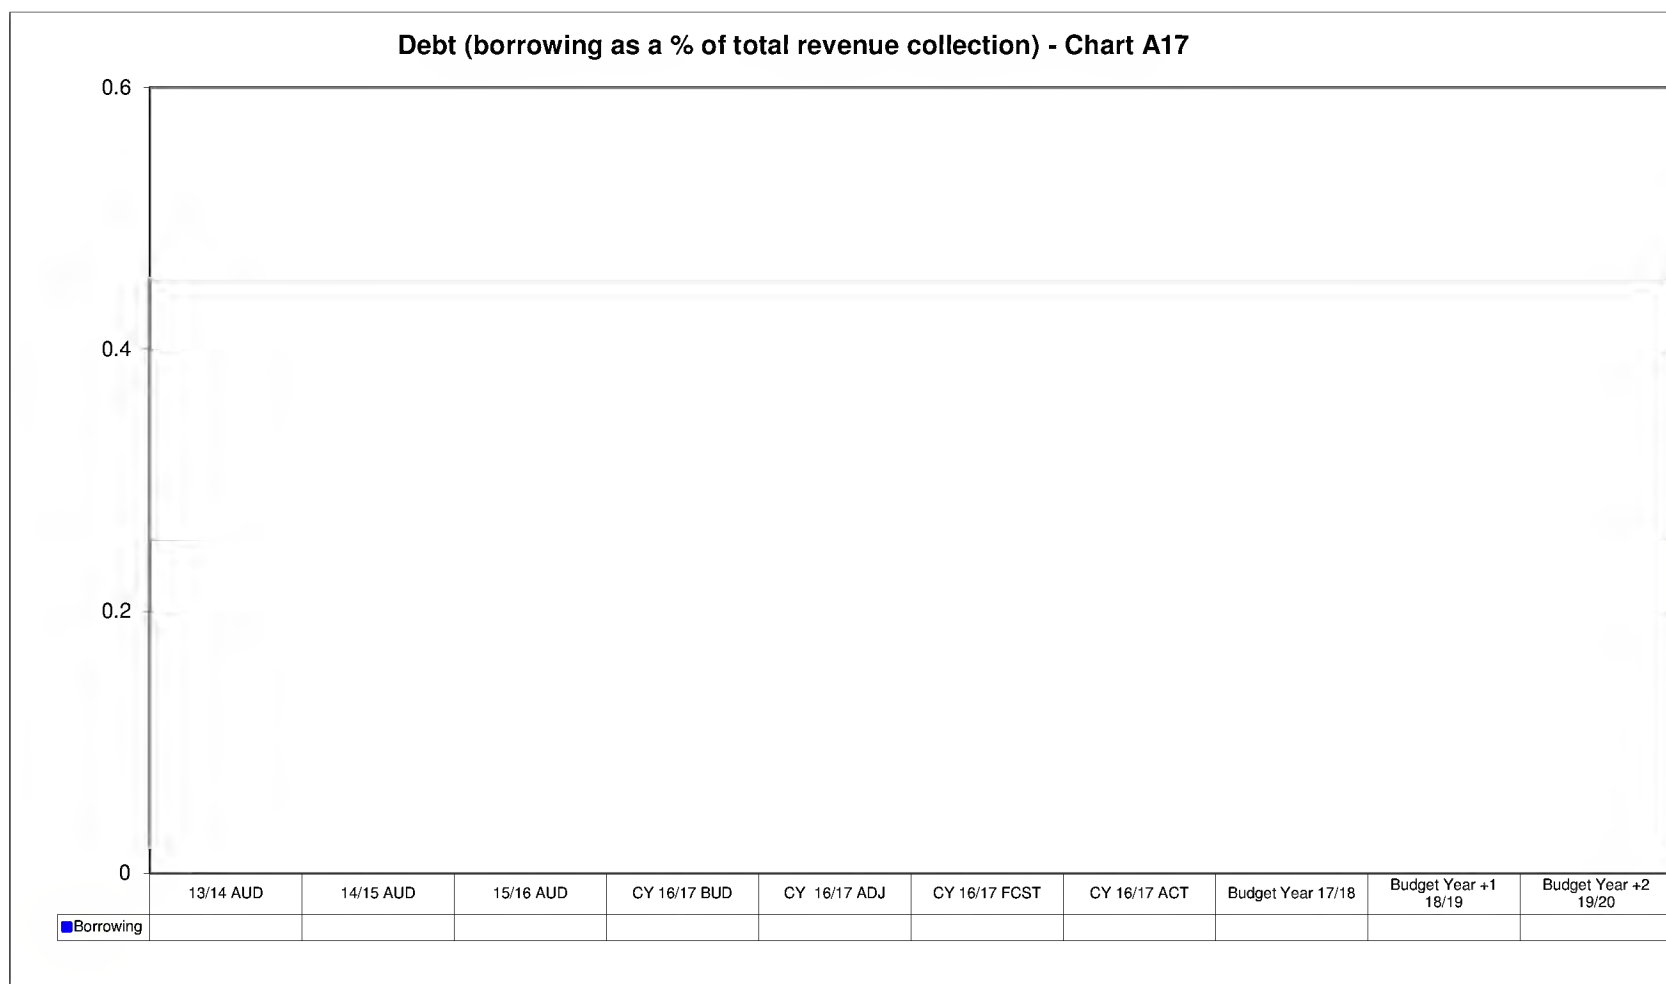 Debt (borrowing as a % of total revenue collection) - Chart A17
0.6
0.4
0.2
0
13/14 AUD 14/15 AUD 15/16 AUD CY 16/17 BUD CY 16/17 ADJ CY 16/17 FCST CY 16/17 ACT Budget Year 17/18 Budget Year +1 18/19 Budget Year +2 19/20
Borrowing